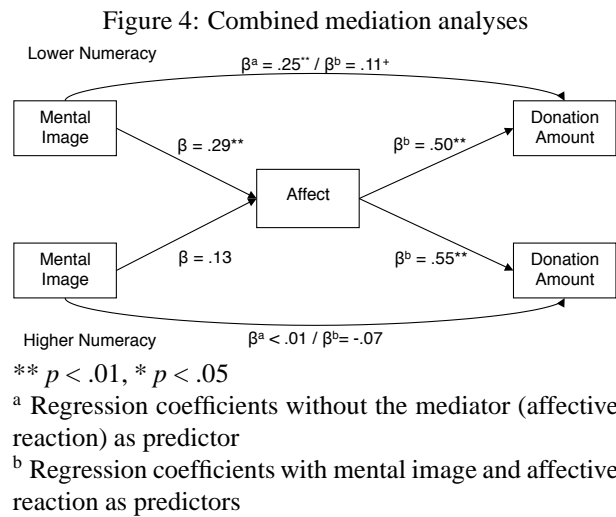 Figure 4: Combined mediation analyses
Lower Numeracy
βᵃ = .25** / βᵇ = .11⁺
Mental
Image
Donation
Amount
β = .29**
βᵇ = .50**
Affect
Mental
Image
β = .13
βᵇ = .55**
Donation
Amount
Higher Numeracy
βᵃ < .01 / βᵇ= -.07
** p < .01, * p < .05
ᵃ Regression coefficients without the mediator (affective
reaction) as predictor
ᵇ Regression coefficients with mental image and affective
reaction as predictors